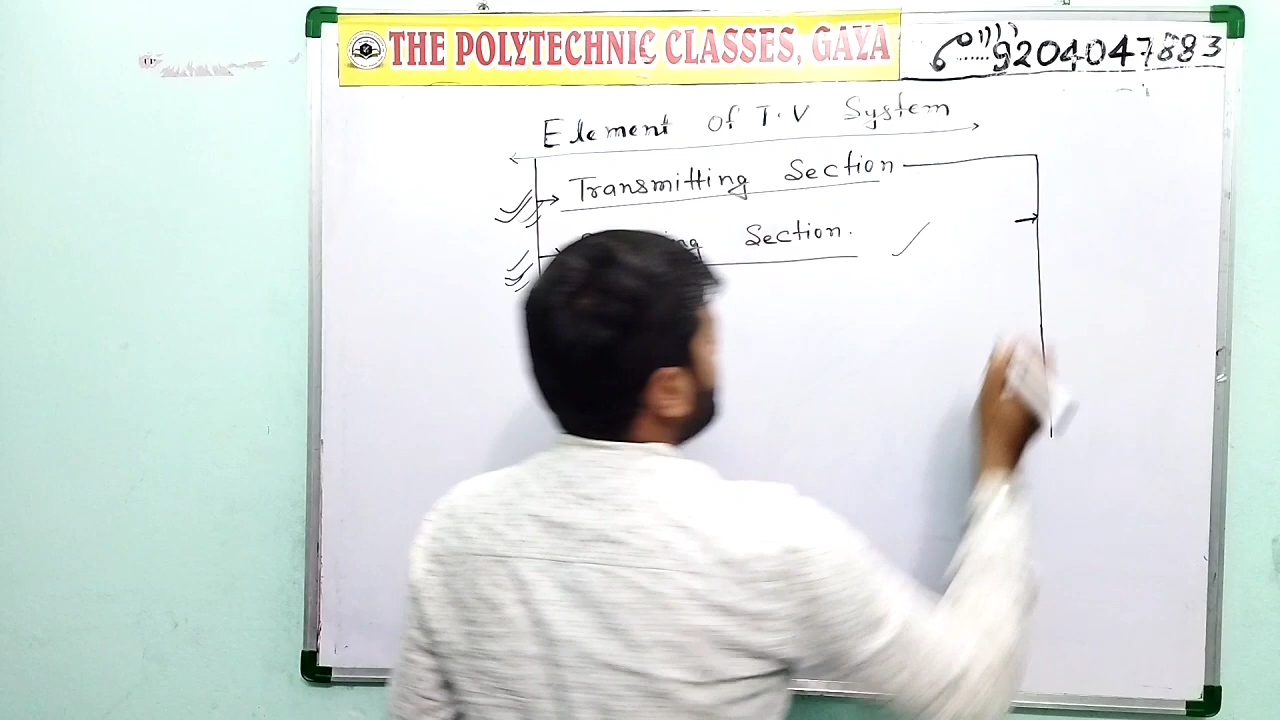 THE POLYTECHNIC CLASSES, GAYA
9204047883
Element of T.V System
Transmitting Section
Section.